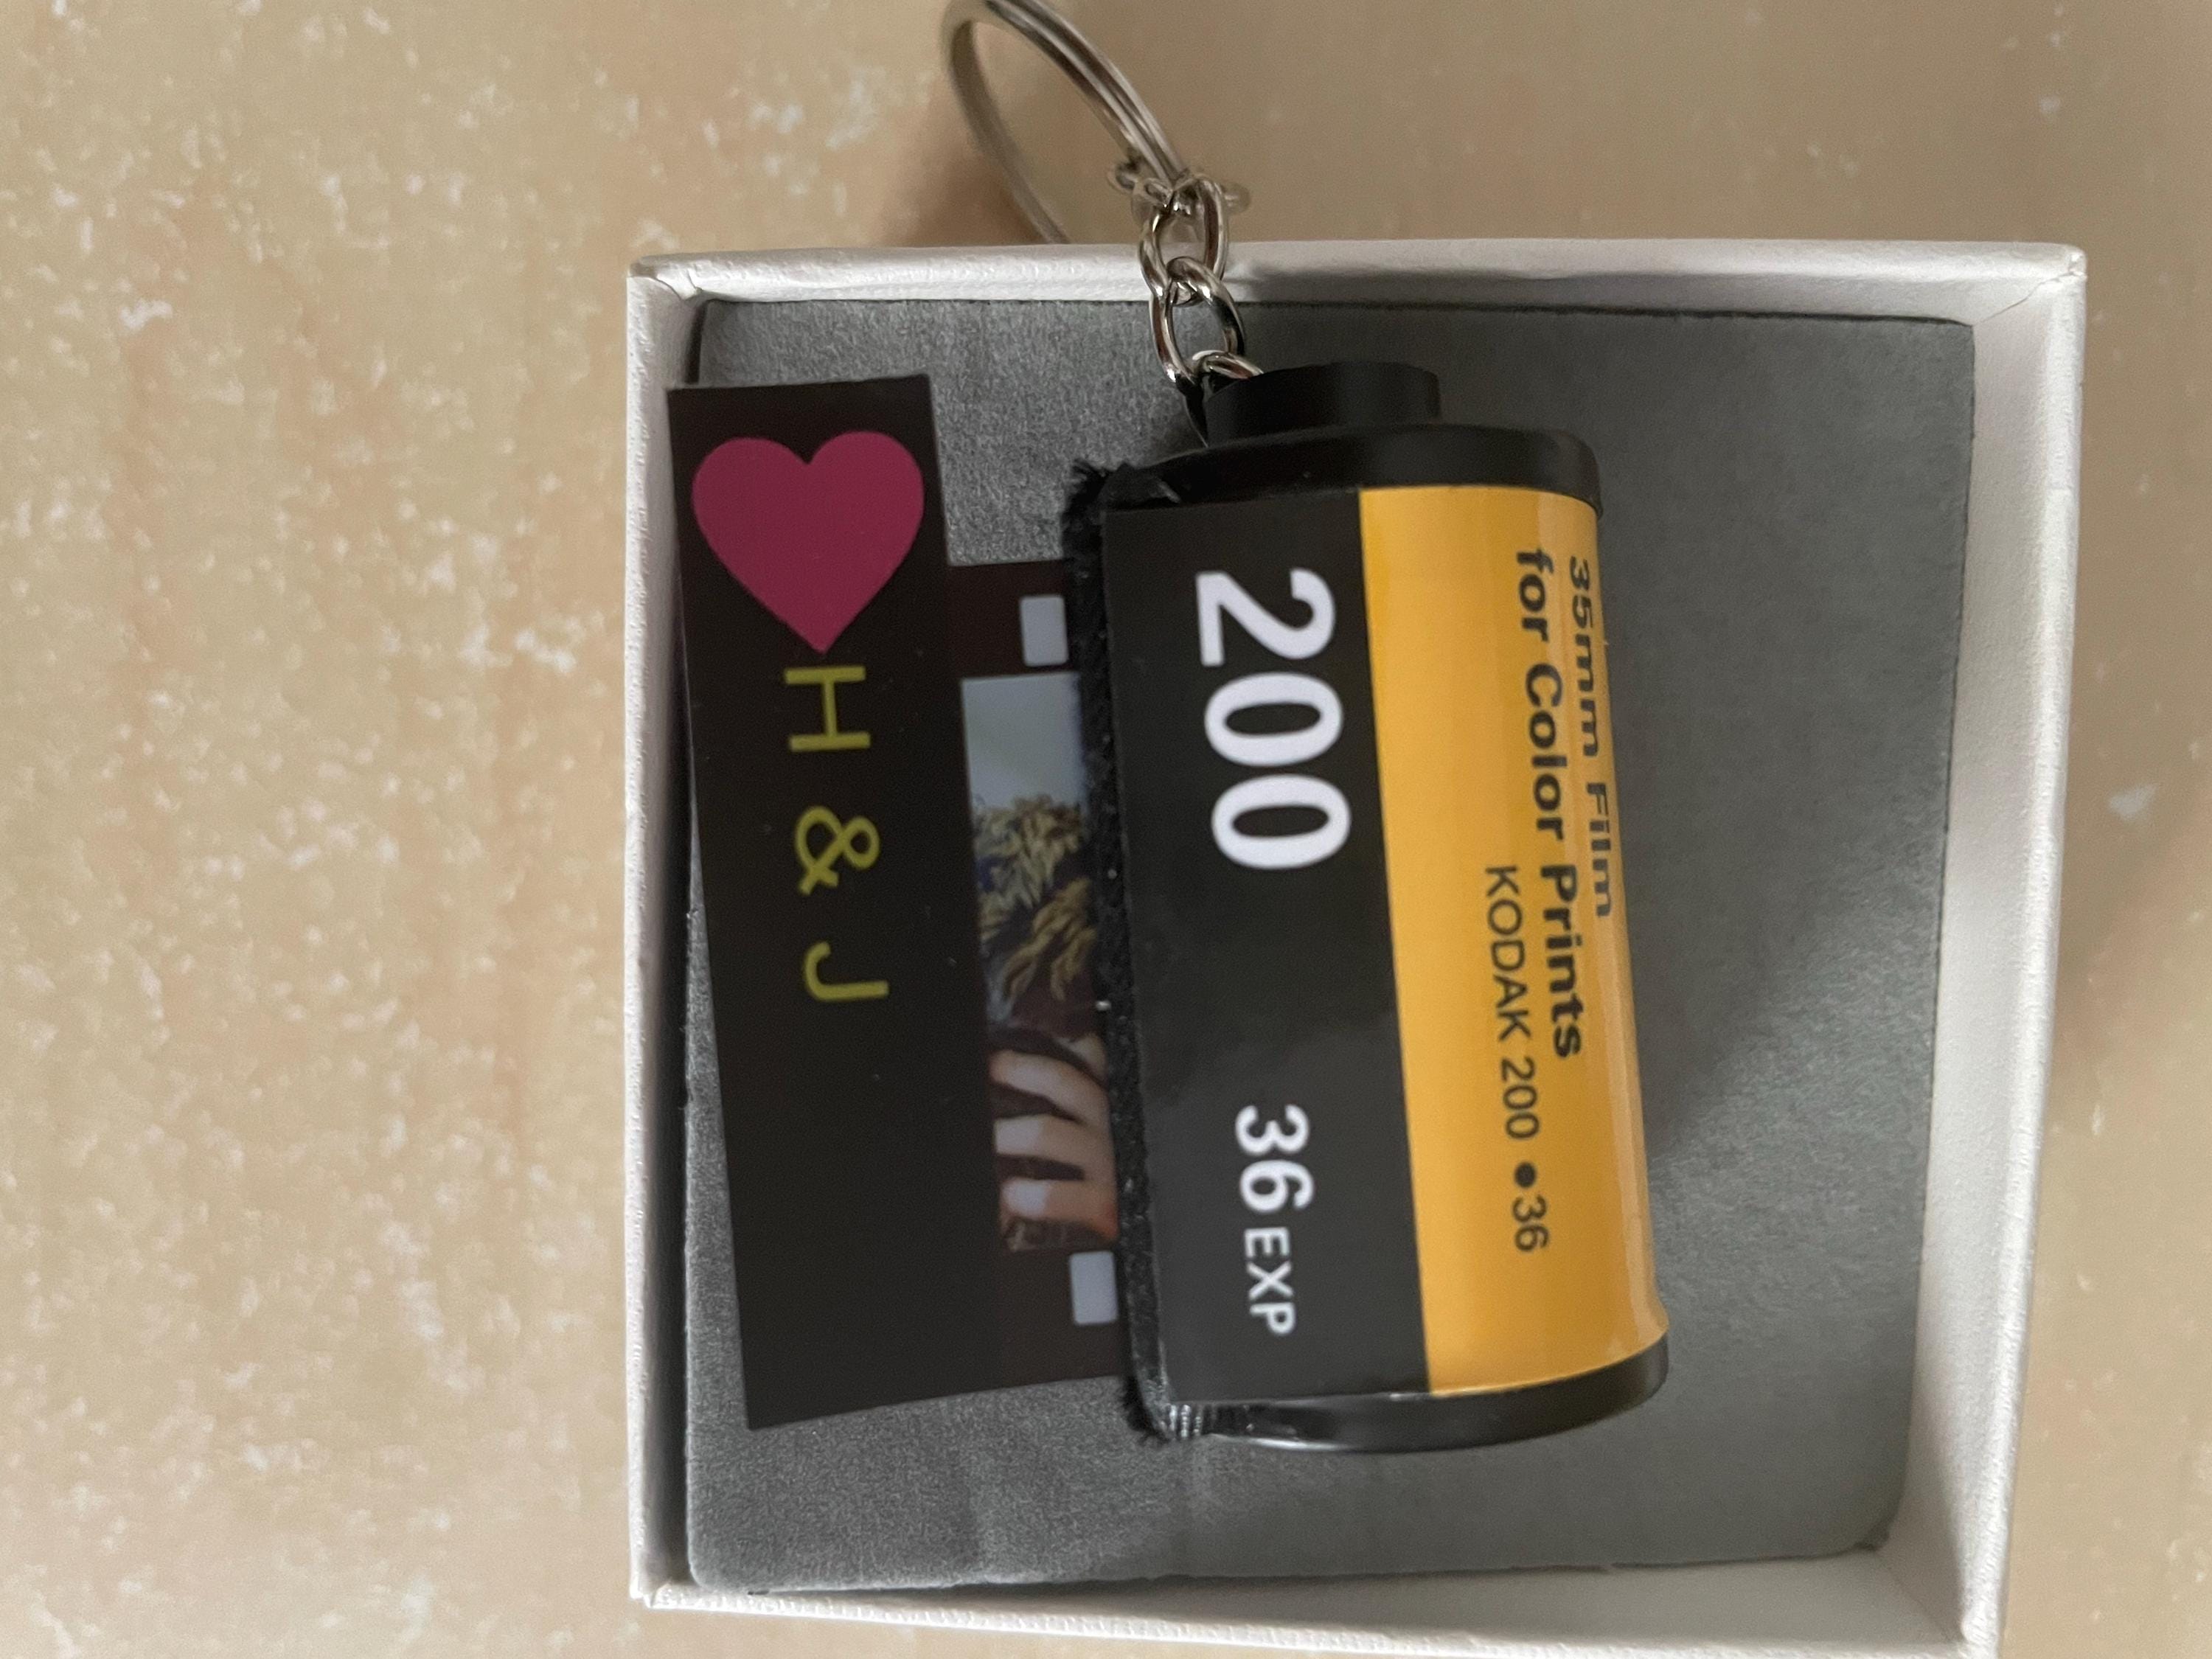 H & J
200
36 EXP
35mm Film
for Color Prints
KODAK 200 ●36